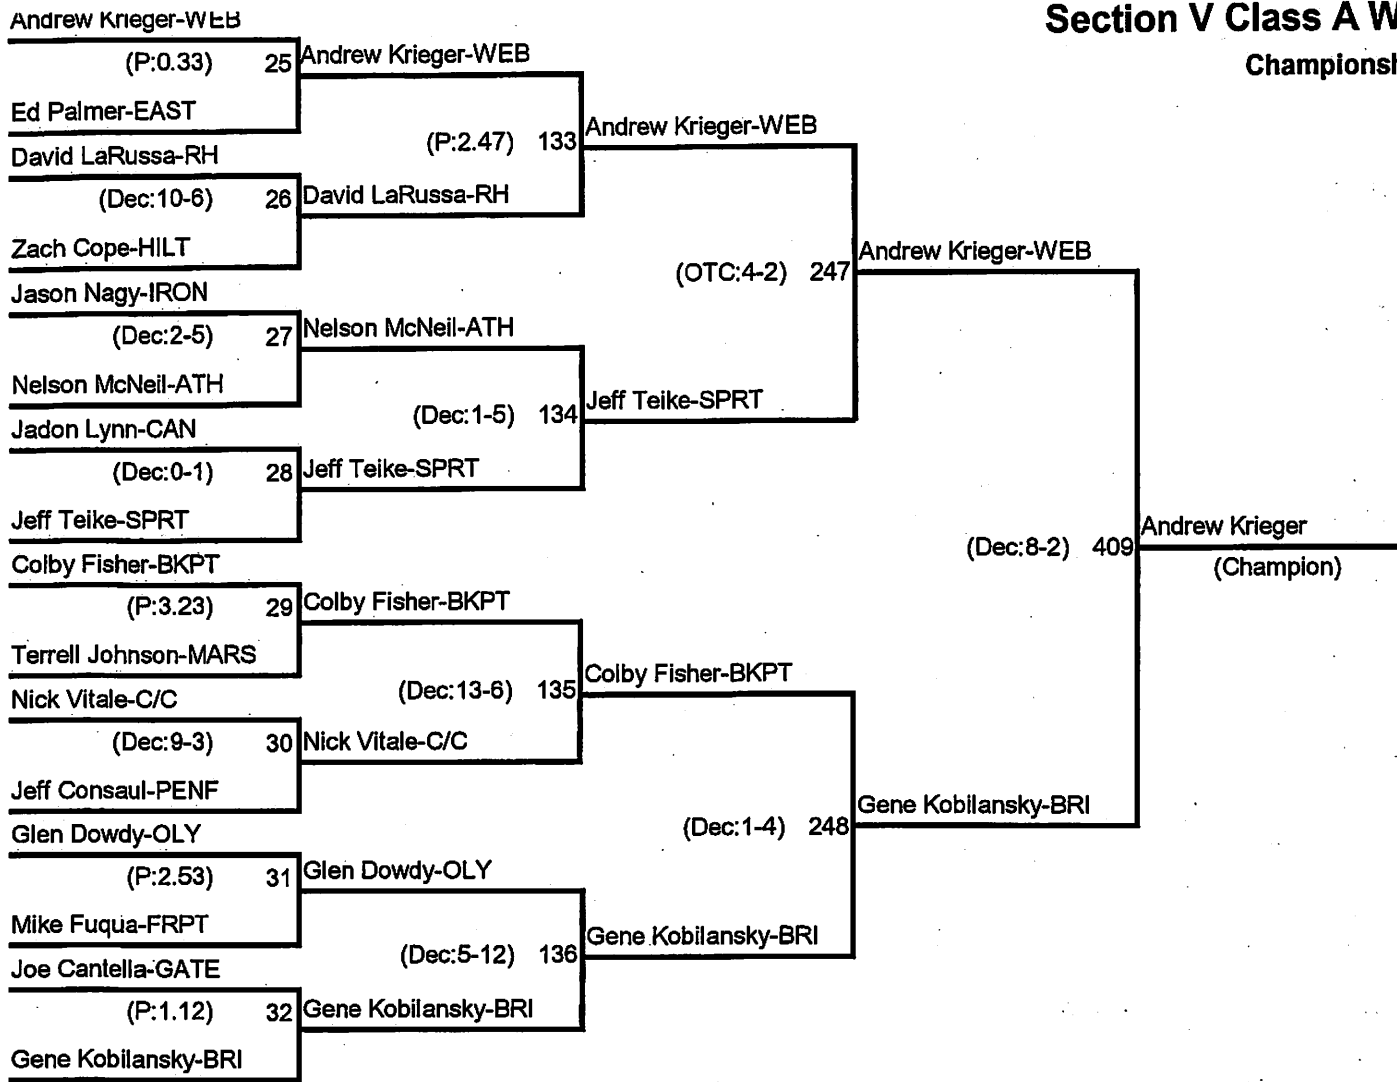 Andrew Krieger-WEB
Section V Class A W
Championsh
(P:0.33) 25
Andrew Krieger-WEB
Ed Palmer-EAST
David LaRussa-RH
(P:2.47) 133
Andrew Krieger-WEB
(Dec:10-6) 26
David LaRussa-RH
Zach Cope-HILT
Jason Nagy-IRON
(OTC:4-2) 247
Andrew Krieger-WEB
(Dec:2-5) 27
Nelson McNeil-ATH
Nelson McNeil-ATH
Jadon Lynn-CAN
(Dec:1-5) 134
Jeff Teike-SPRT
(Dec:0-1) 28
Jeff Teike-SPRT
Jeff Teike-SPRT
Colby Fisher-BKPT
(Dec:8-2) 409
Andrew Krieger
(Champion)
(P:3.23) 29
Colby Fisher-BKPT
Terrell Johnson-MARS
Nick Vitale-C/C
(Dec:13-6) 135
Colby Fisher-BKPT
(Dec:9-3) 30
Nick Vitale-C/C
Jeff Consaul-PENF
Glen Dowdy-OLY
(Dec:1-4) 248
Gene Kobilansky-BRI
(P:2.53) 31
Glen Dowdy-OLY
Mike Fuqua-FRPT
Joe Cantella-GATE
(Dec:5-12) 136
Gene Kobilansky-BRI
(P:1.12) 32
Gene Kobilansky-BRI
Gene Kobilansky-BRI